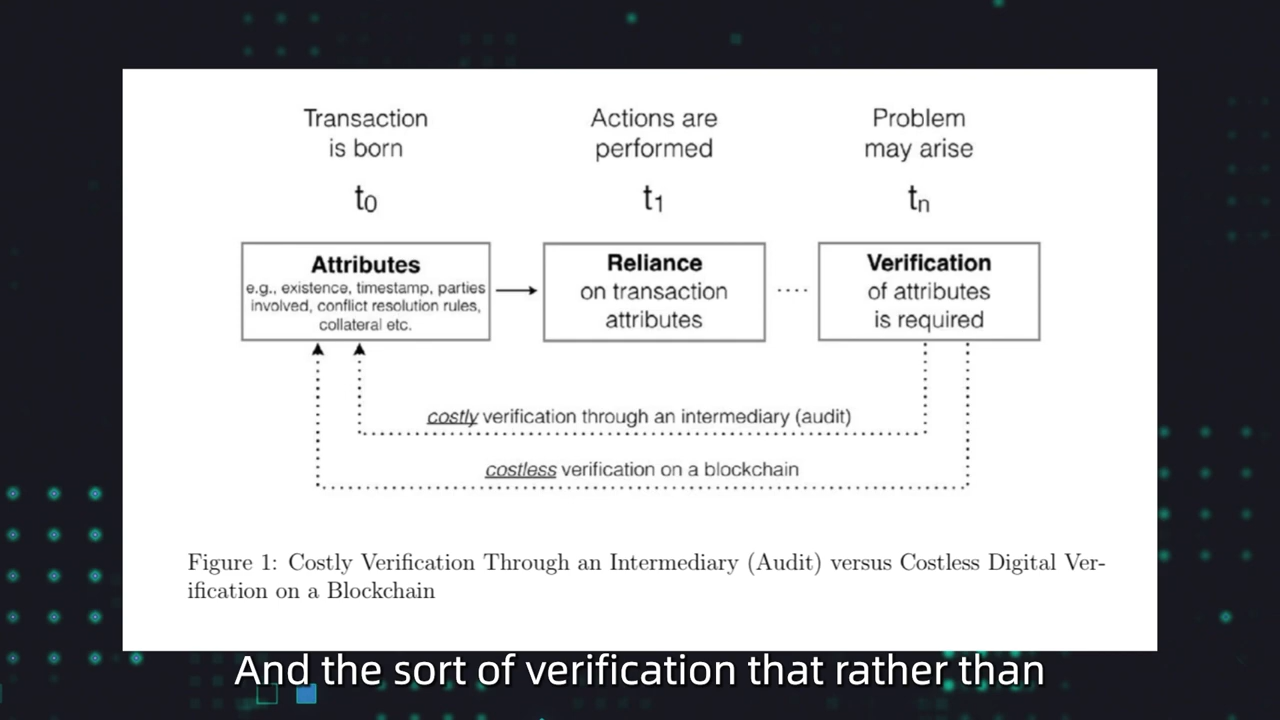 Transaction
is born
t0
Actions are
performed
t1
Problem
may arise
tn
Attributes
e.g., existence, timestamp, parties
involved, conflict resolution rules,
collateral etc.
Reliance
on transaction
attributes
....
Verification
of attributes
is required
costly verification through an intermediary (audit)
costless verification on a blockchain
Figure 1: Costly Verification Through an Intermediary (Audit) versus Costless Digital Ver-
ification on a Blockchain
And the sort of verification that rather than